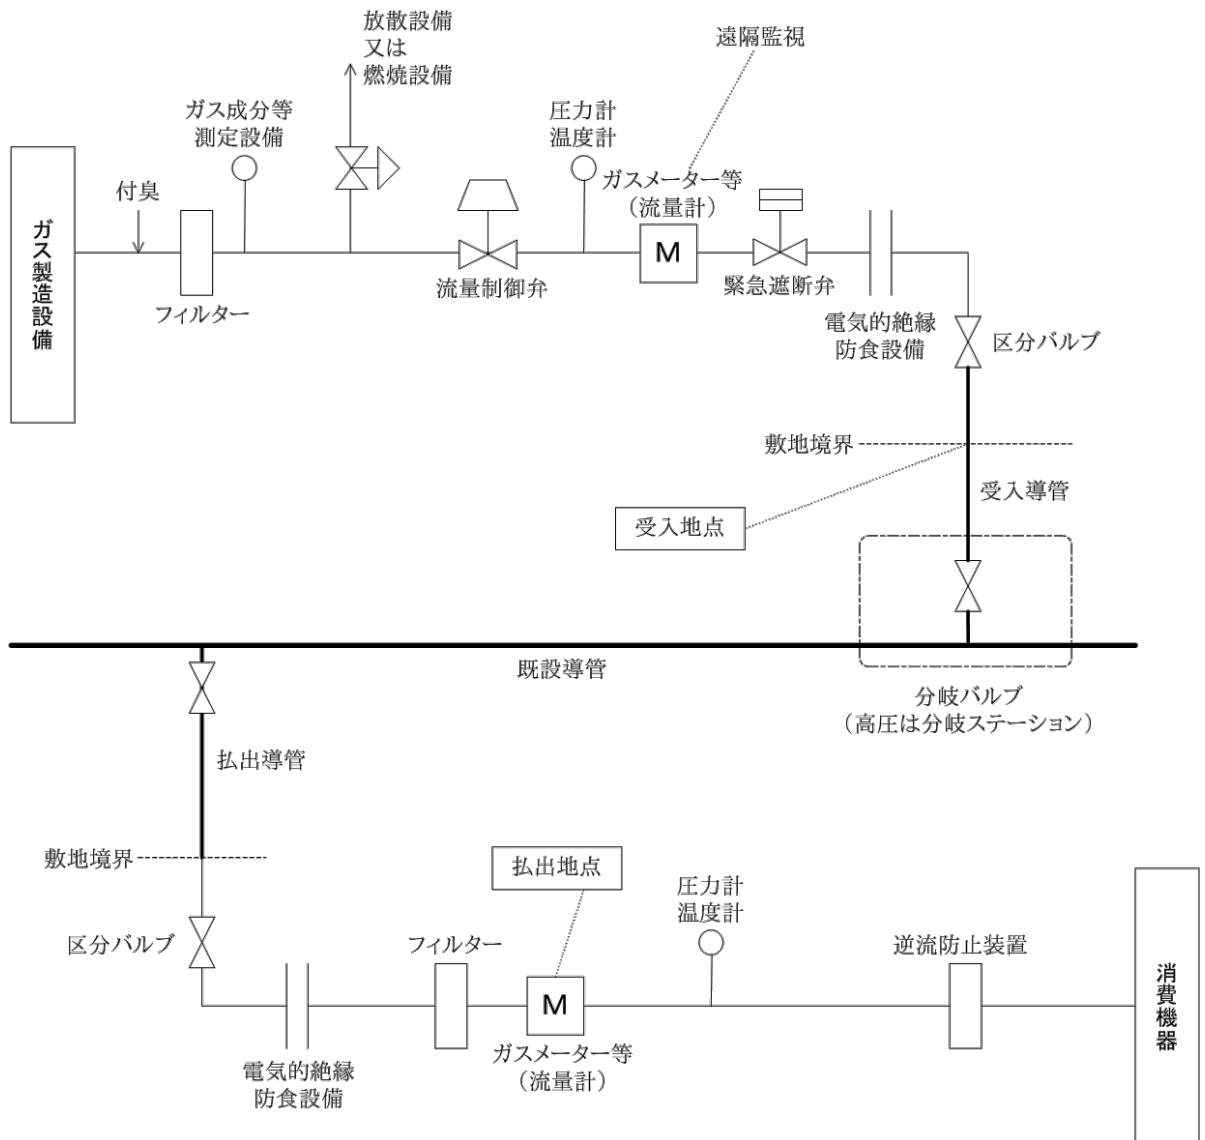 放散設備
又は
燃焼設備
遠隔監視
ガス成分等
測定設備
圧力計
温度計
付臭
ガスメーター等
（流量計）
M
ガス製造設備
フィルター
流量制御弁
緊急遮断弁
電気的絶縁
防食設備
区分バルブ
敷地境界
受入導管
受入地点
既設導管
分岐バルブ
（高圧は分岐ステーション）
払出導管
敷地境界
払出地点
圧力計
温度計
区分バルブ
フィルター
逆流防止装置
M
消費機器
ガスメーター等
（流量計）
電気的絶縁
防食設備